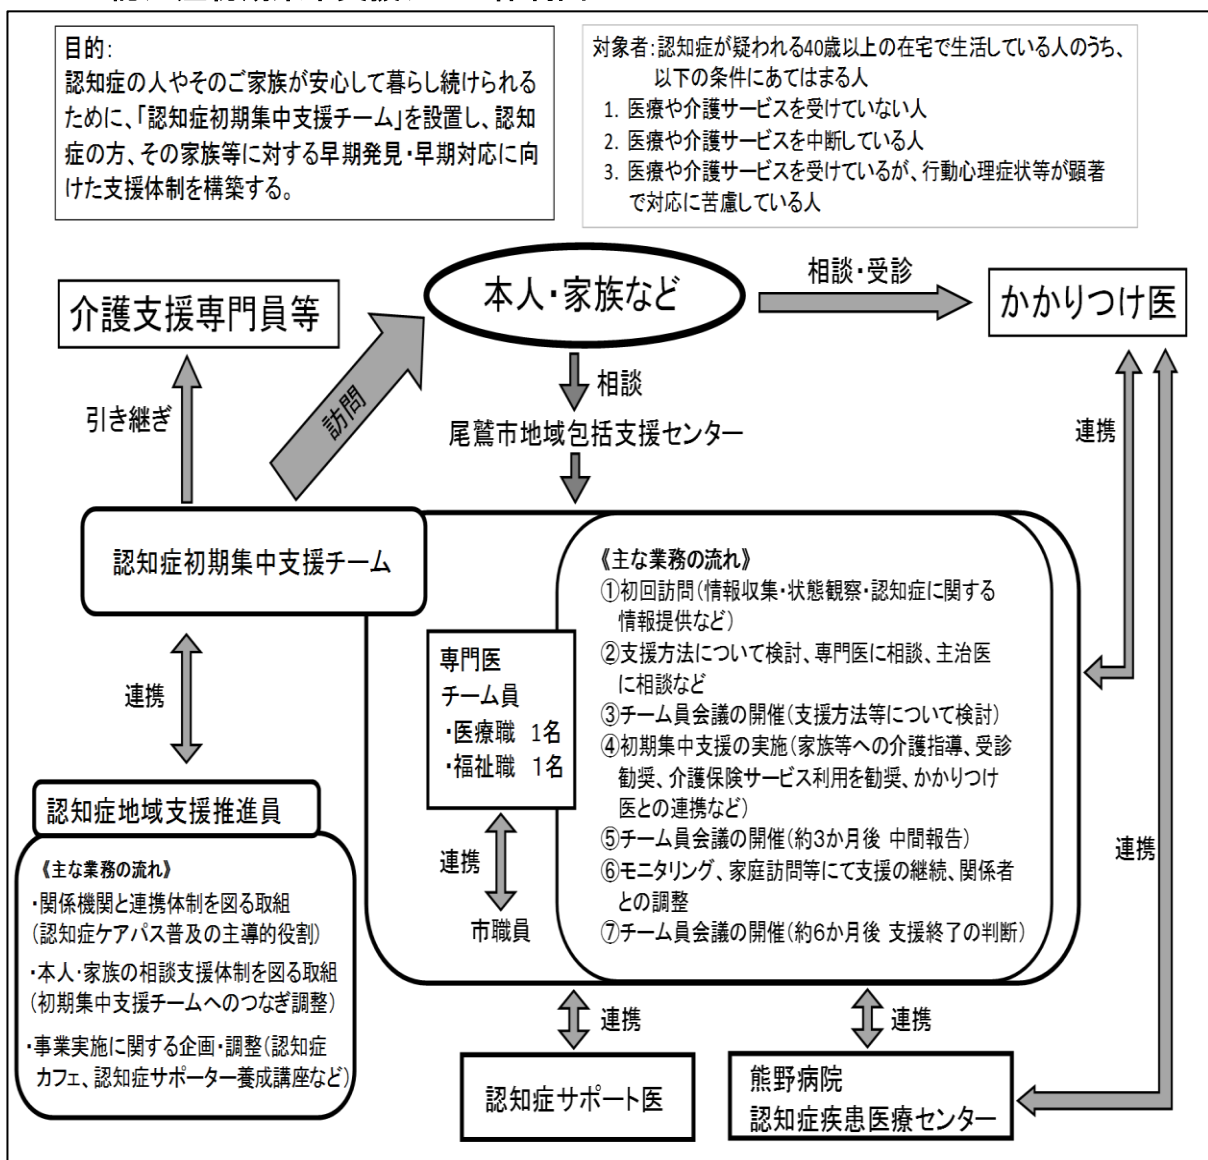 目的:
認知症の人やそのご家族が安心して暮らし続けられる
ために、「認知症初期集中支援チーム」を設置し、認知
症の方、その家族等に対する早期発見・早期対応に向
けた支援体制を構築する。
対象者:認知症が疑われる40歳以上の在宅で生活している人のうち、
以下の条件にあてはまる人
1. 医療や介護サービスを受けていない人
2. 医療や介護サービスを中断している人
3. 医療や介護サービスを受けているが、行動心理症状等が顕著
で対応に苦慮している人
本人・家族など
相談・受診
かかりつけ医
介護支援専門員等
引き継ぎ
訪問
相談
尾鷲市地域包括支援センター
連携
認知症初期集中支援チーム
《主な業務の流れ》
①初回訪問(情報収集・状態観察・認知症に関する
情報提供など)
②支援方法について検討、専門医に相談、主治医
に相談など
③チーム員会議の開催(支援方法等について検討)
④初期集中支援の実施(家族等への介護指導、受診
勧奨、介護保険サービス利用を勧奨、かかりつけ
医との連携など)
⑤チーム員会議の開催(約3か月後 中間報告)
⑥モニタリング、家庭訪問等にて支援の継続、関係者
との調整
⑦チーム員会議の開催(約6か月後 支援終了の判断)
専門医
チーム員
・医療職 1名
・福祉職 1名
連携
市職員
連携
連携
認知症地域支援推進員
《主な業務の流れ》
・関係機関と連携体制を図る取組
(認知症ケアパス普及の主導的役割)
・本人・家族の相談支援体制を図る取組
(初期集中支援チームへのつなぎ調整)
・事業実施に関する企画・調整(認知症
カフェ、認知症サポーター養成講座など)
連携
連携
認知症サポート医
熊野病院
認知症疾患医療センター